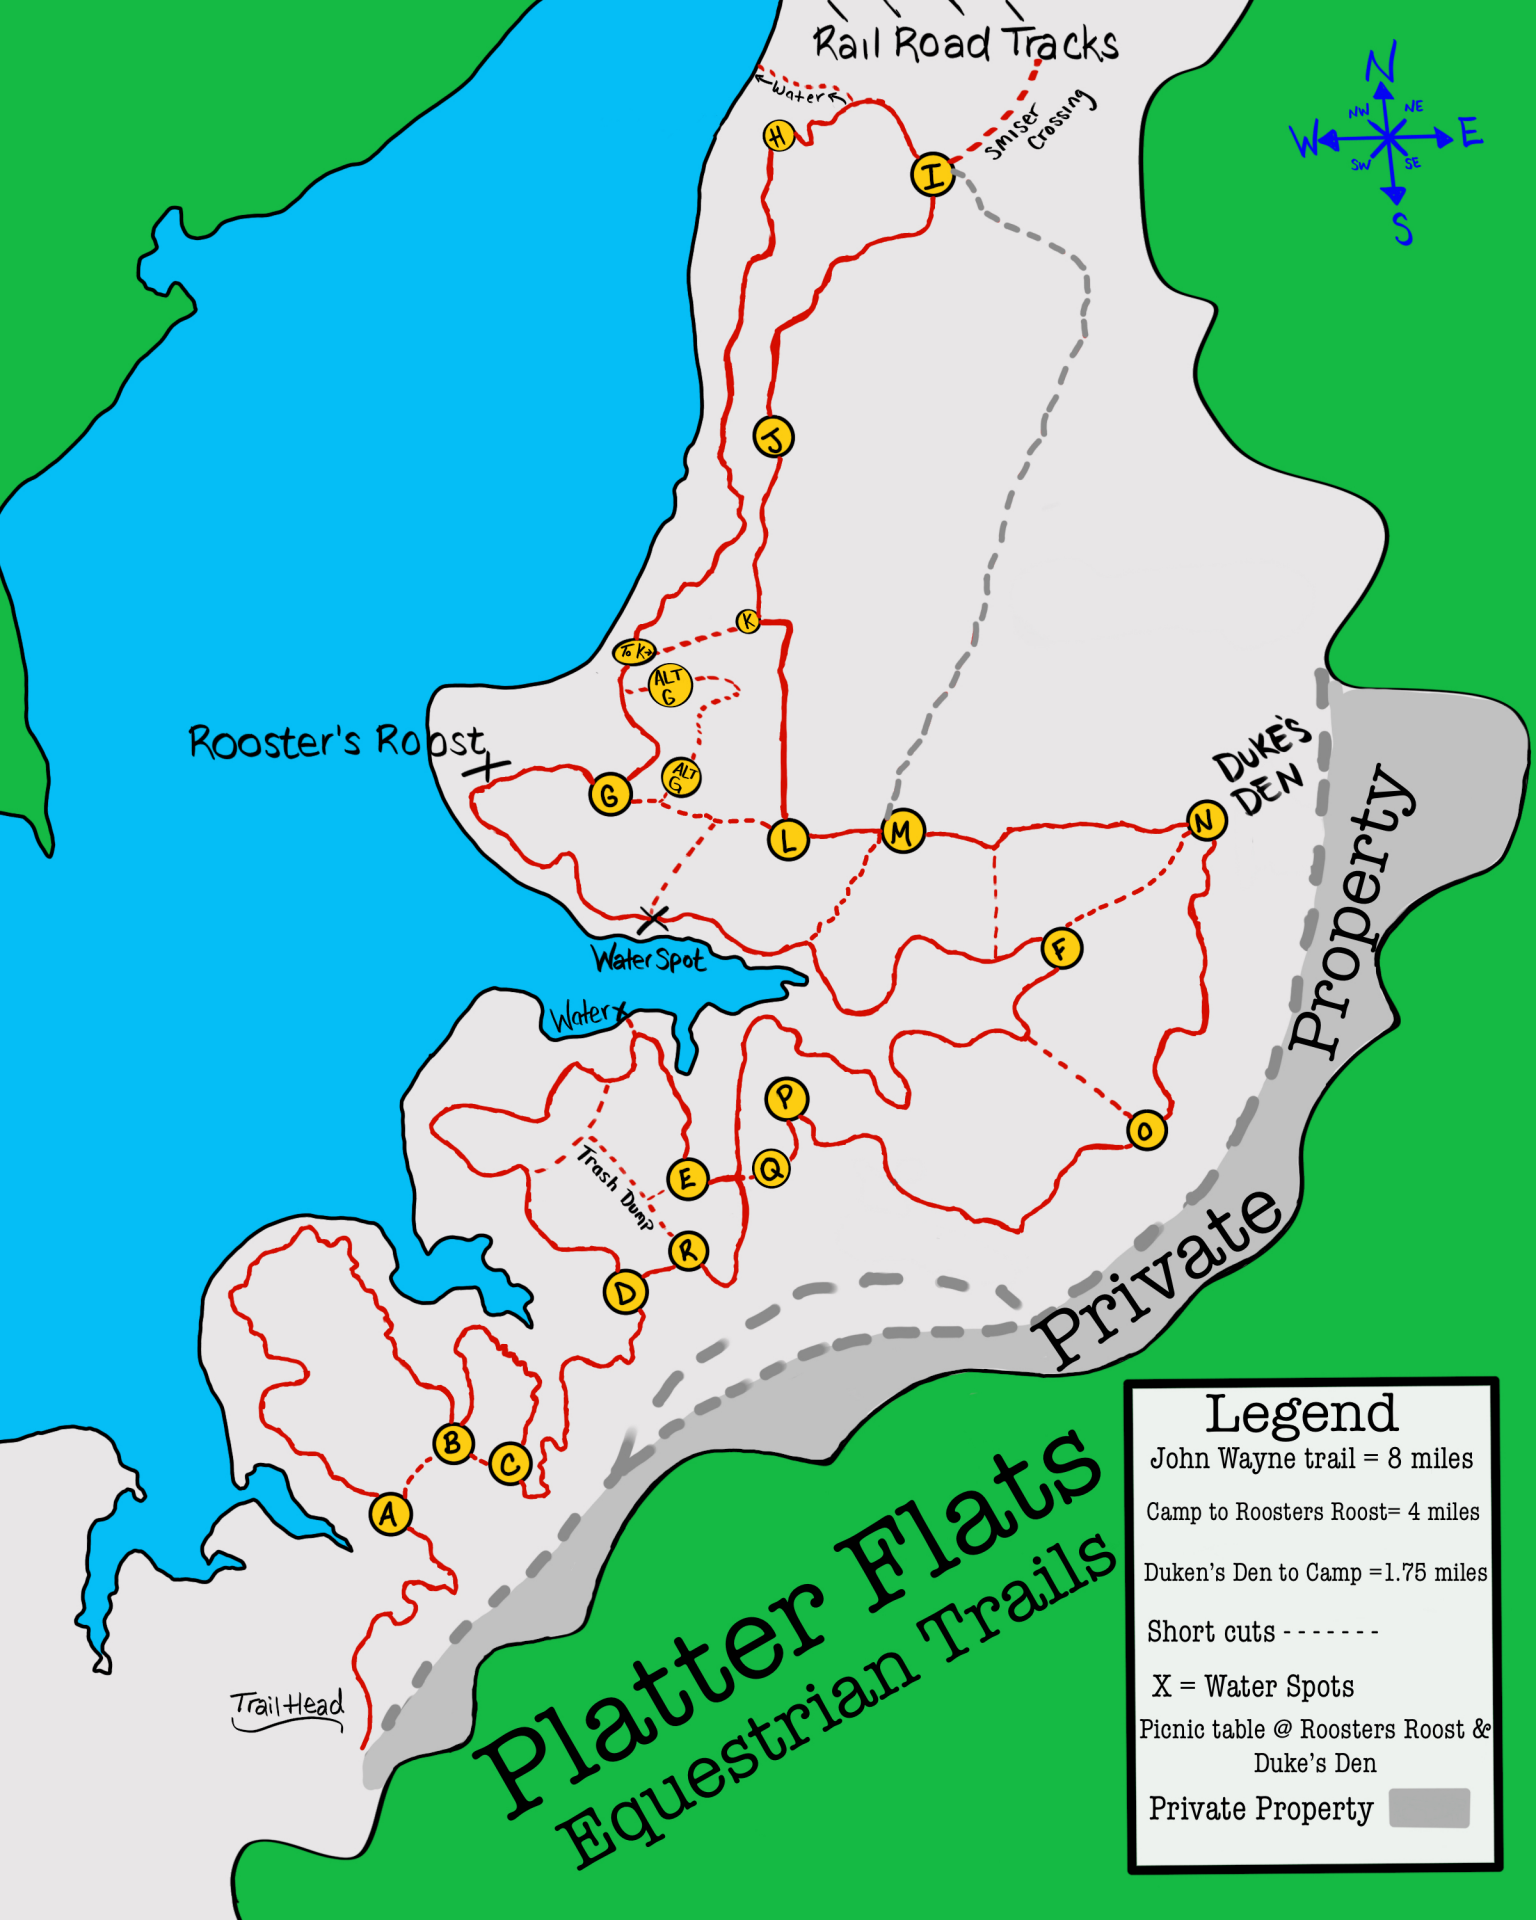 Rail Road Tracks
←Water↖
Smiser
Crossing
N
NW
NE
W
E
SW
SE
S
H
I
J
K
To K→
ALT
G
Rooster's Roost
X
ALT
G
G
L
M
N
DUKE'S
DEN
X
Water Spot
F
Water x
P
O
E
Q
Trash Dump
R
D
B
C
A
Trail Head
Private Property
Platter Flats
Equestrian Trails
Legend
John Wayne trail = 8 miles
Camp to Roosters Roost= 4 miles
Duken's Den to Camp =1.75 miles
Short cuts - - - - - - -
X = Water Spots
Picnic table @ Roosters Roost &
Duke's Den
Private Property